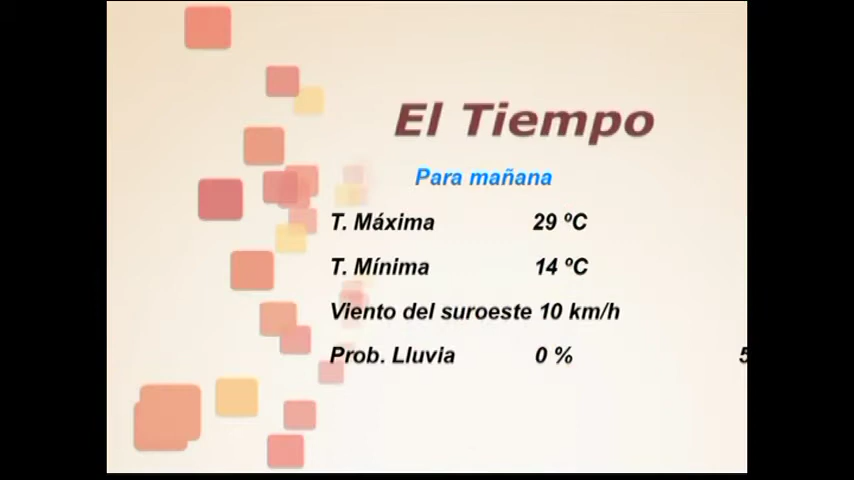 El Tiempo
Para mañana
T. Máxima 29 ºC
T. Mínima 14 ºC
Viento del suroeste 10 km/h
Prob. Lluvia 0 %